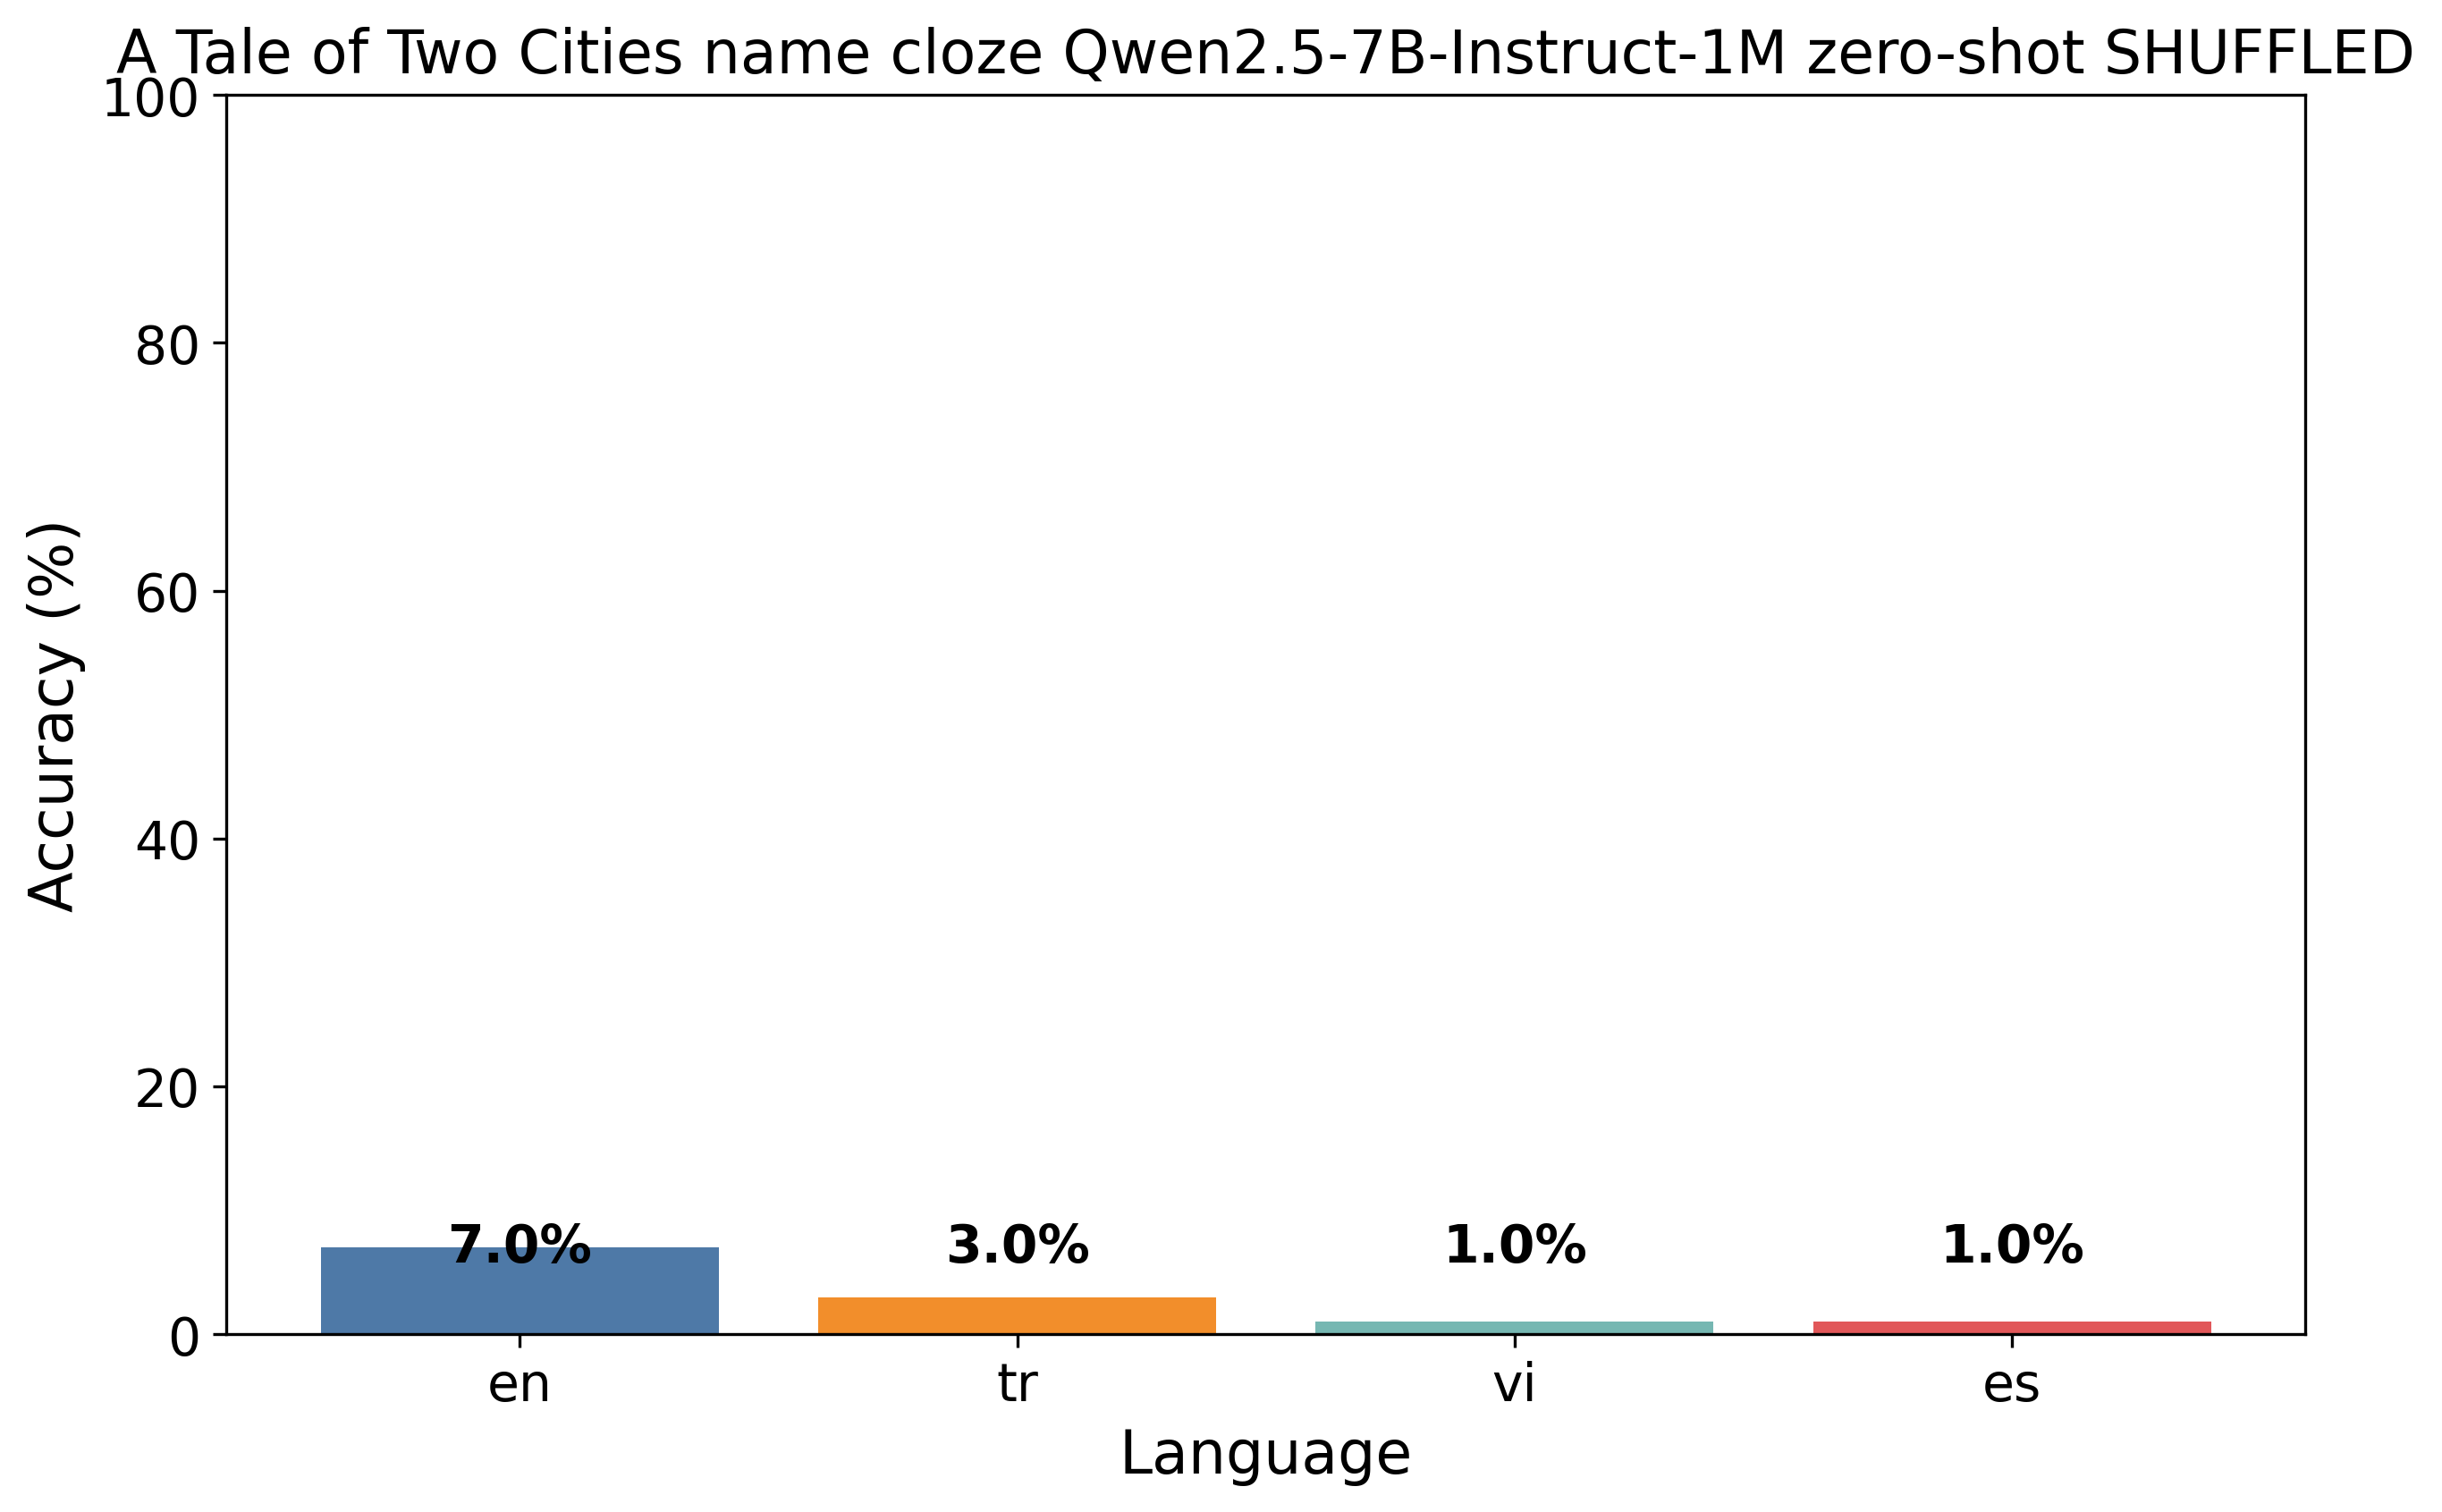 A Tale of Two Cities name cloze Qwen2.5-7B-Instruct-1M zero-shot SHUFFLED
100
80
60
40
20
0
Accuracy (%)
7.0%
3.0%
1.0%
1.0%
en
tr
vi
es
Language